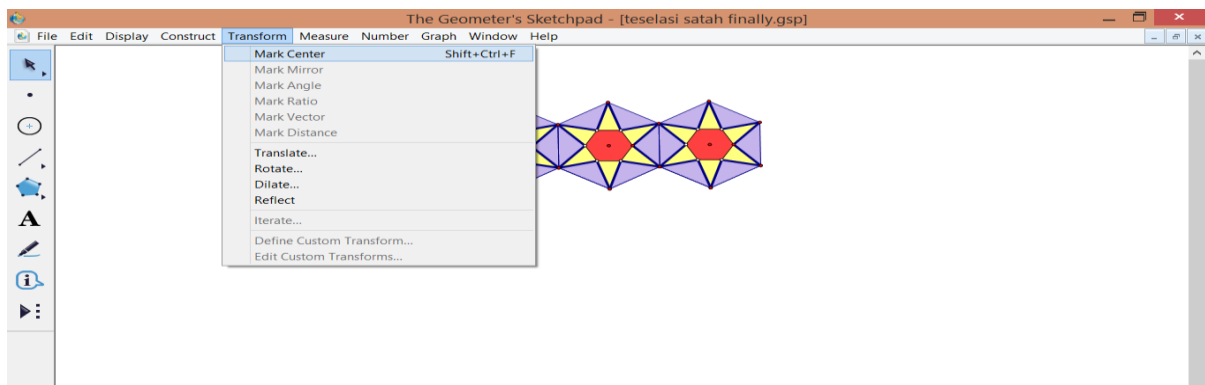 The Geometer's Sketchpad - [teselasi satah finally.gsp]
File Edit Display Construct Transform Measure Number Graph Window Help
Mark Center Shift+Ctrl+F
Mark Mirror
Mark Angle
Mark Ratio
Mark Vector
Mark Distance
Translate...
Rotate...
Dilate...
Reflect
Iterate...
Define Custom Transform...
Edit Custom Transforms...
A
i